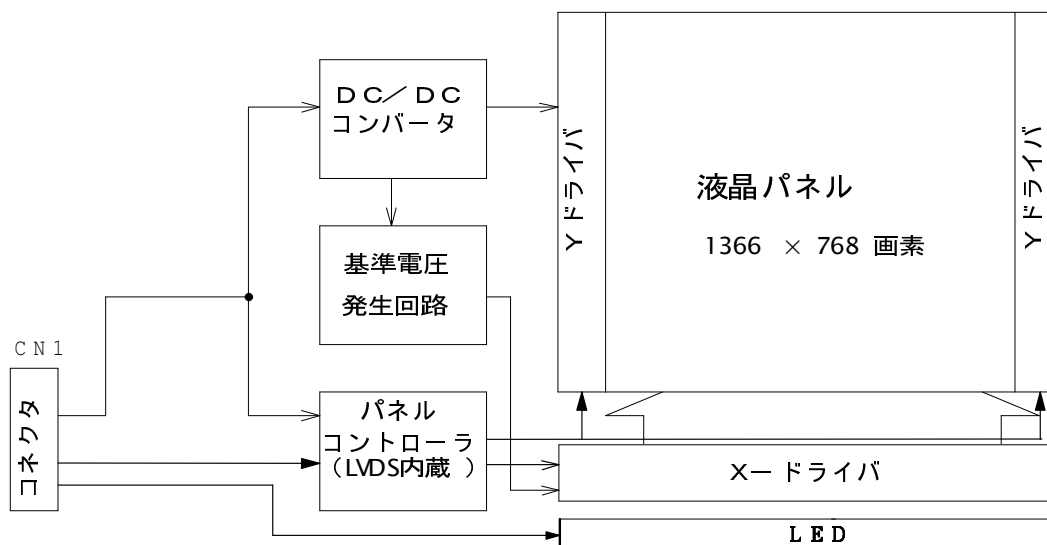 DC/DC
コンバータ
Yドライバ
液晶パネル
1366 × 768 画素
Yドライバ
基準電圧
発生回路
CN1
コネクタ
パネル
コントローラ
(LVDS内蔵 )
Xードライバ
LED